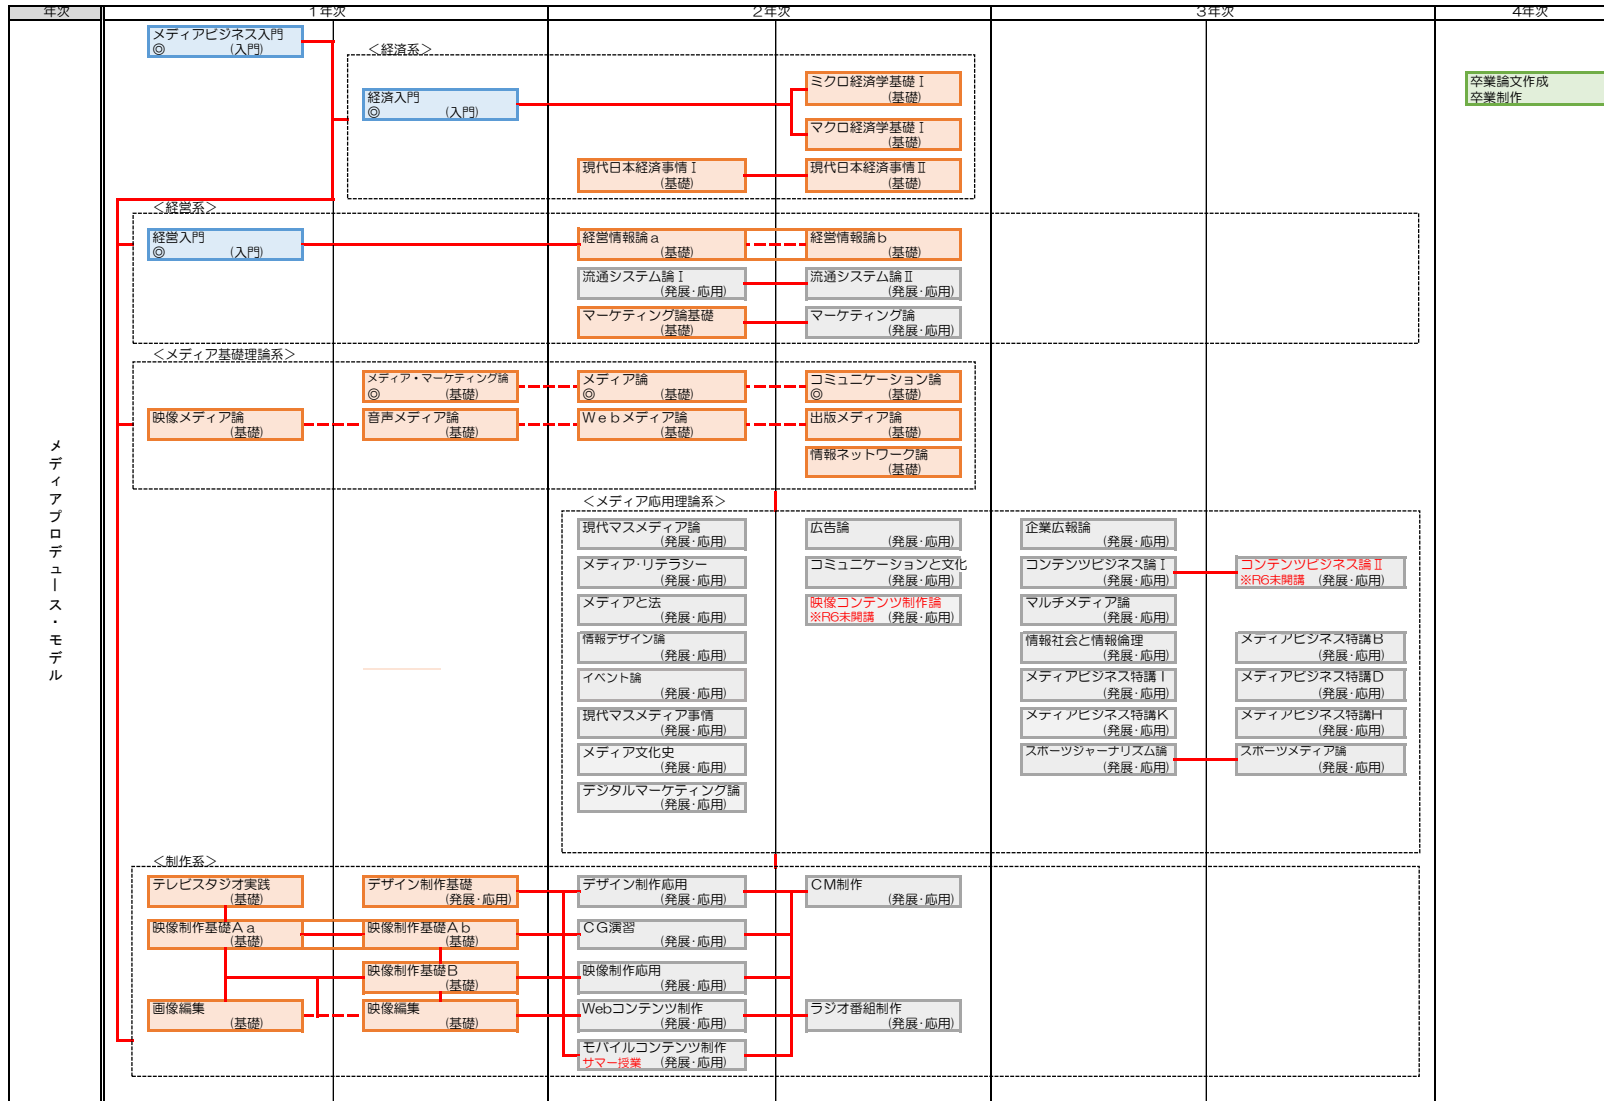 年次
1年次
2年次
3年次
4年次
メディアプロデュース・モデル
メディアビジネス入門
◎ (入門)
＜経済系＞
経済入門
◎ (入門)
ミクロ経済学基礎Ⅰ
(基礎)
マクロ経済学基礎Ⅰ
(基礎)
現代日本経済事情Ⅰ
(基礎)
現代日本経済事情Ⅱ
(基礎)
卒業論文作成
卒業制作
＜経営系＞
経営入門
◎ (入門)
経営情報論a
(基礎)
経営情報論b
(基礎)
流通システム論Ⅰ
(発展･応用)
流通システム論Ⅱ
(発展･応用)
マーケティング論基礎
(基礎)
マーケティング論
(発展･応用)
＜メディア基礎理論系＞
メディア・マーケティング論
◎ (基礎)
メディア論
◎ (基礎)
コミュニケーション論
◎ (基礎)
映像メディア論
(基礎)
音声メディア論
(基礎)
Ｗｅｂメディア論
(基礎)
出版メディア論
(基礎)
情報ネットワーク論
(基礎)
＜メディア応用理論系＞
現代マスメディア論
(発展･応用)
広告論
(発展･応用)
企業広報論
(発展･応用)
メディア･リテラシー
(発展･応用)
コミュニケーションと文化
(発展･応用)
コンテンツビジネス論Ⅰ
(発展･応用)
コンテンツビジネス論Ⅱ
※R6未開講 (発展･応用)
メディアと法
(発展･応用)
映像コンテンツ制作論
※R6未開講 (発展･応用)
マルチメディア論
(発展･応用)
情報デザイン論
(発展･応用)
情報社会と情報倫理
(発展･応用)
メディアビジネス特講B
(発展･応用)
イベント論
(発展･応用)
メディアビジネス特講I
(発展･応用)
メディアビジネス特講D
(発展･応用)
現代マスメディア事情
(発展･応用)
メディアビジネス特講K
(発展･応用)
メディアビジネス特講H
(発展･応用)
メディア文化史
(発展･応用)
スポーツジャーナリズム論
(発展･応用)
スポーツメディア論
(発展･応用)
デジタルマーケティング論
(発展･応用)
＜制作系＞
テレビスタジオ実践
(基礎)
デザイン制作基礎
(発展･応用)
デザイン制作応用
(発展･応用)
CM制作
(発展･応用)
映像制作基礎Aa
(基礎)
映像制作基礎Ab
(基礎)
CG演習
(発展･応用)
映像制作基礎B
(基礎)
映像制作応用
(発展･応用)
画像編集
(基礎)
映像編集
(基礎)
Webコンテンツ制作
(発展･応用)
ラジオ番組制作
(発展･応用)
モバイルコンテンツ制作
サマー授業 (発展･応用)